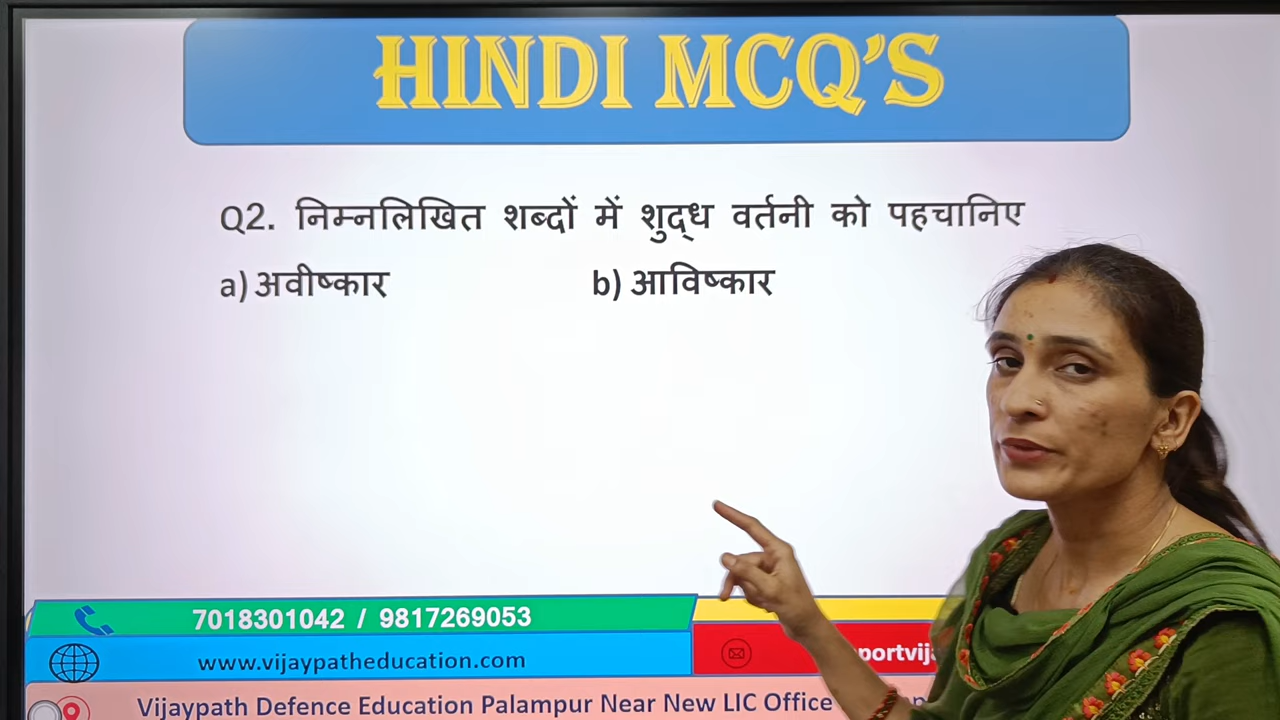 HINDI MCQ'S
Q2. निम्नलिखित शब्दों में शुद्ध वर्तनी को पहचानिए
a) अवीष्कार b) आविष्कार
7018301042 / 9817269053
www.vijaypatheducation.com
Vijaypath Defence Education Palampur Near New LIC Office